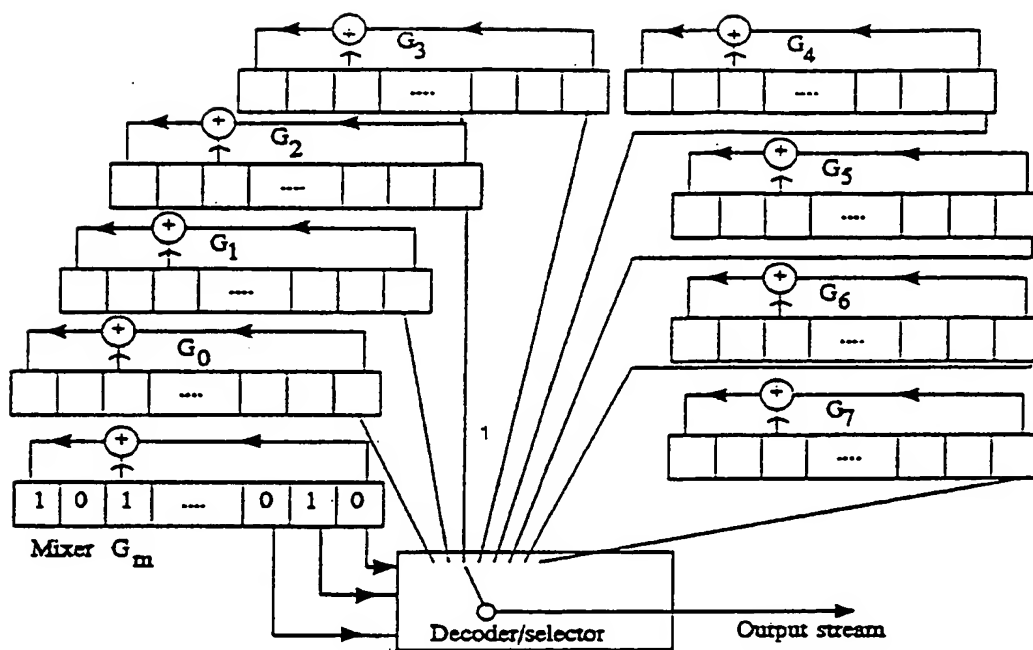 + G3
+ G4
....
....
+ G2
+ G5
....
....
+ G1
+ G6
....
....
+ G0
+ G7
....
....
1
+
1 0 1 .... 0 1 0
Mixer Gm
Decoder/selector
Output stream